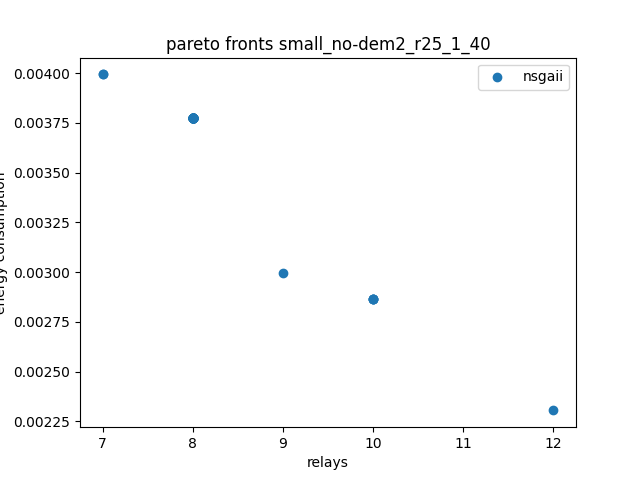 pareto fronts small_no-dem2_r25_1_40
nsgaii
0.00400
0.00375
0.00350
0.00325
0.00300
0.00275
0.00250
0.00225
energy consumption
7 8 9 10 11 12
relays